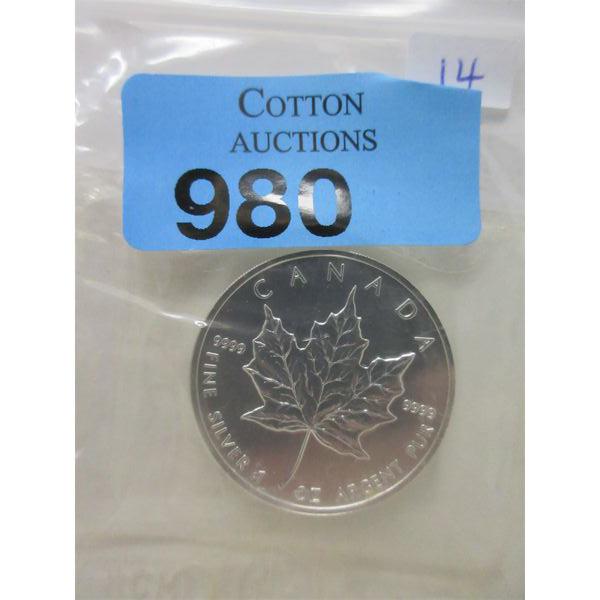 14
COTTON
AUCTIONS
980
CANADA
9999
9999
FINE SILVER 1 OZ ARGENT PUR